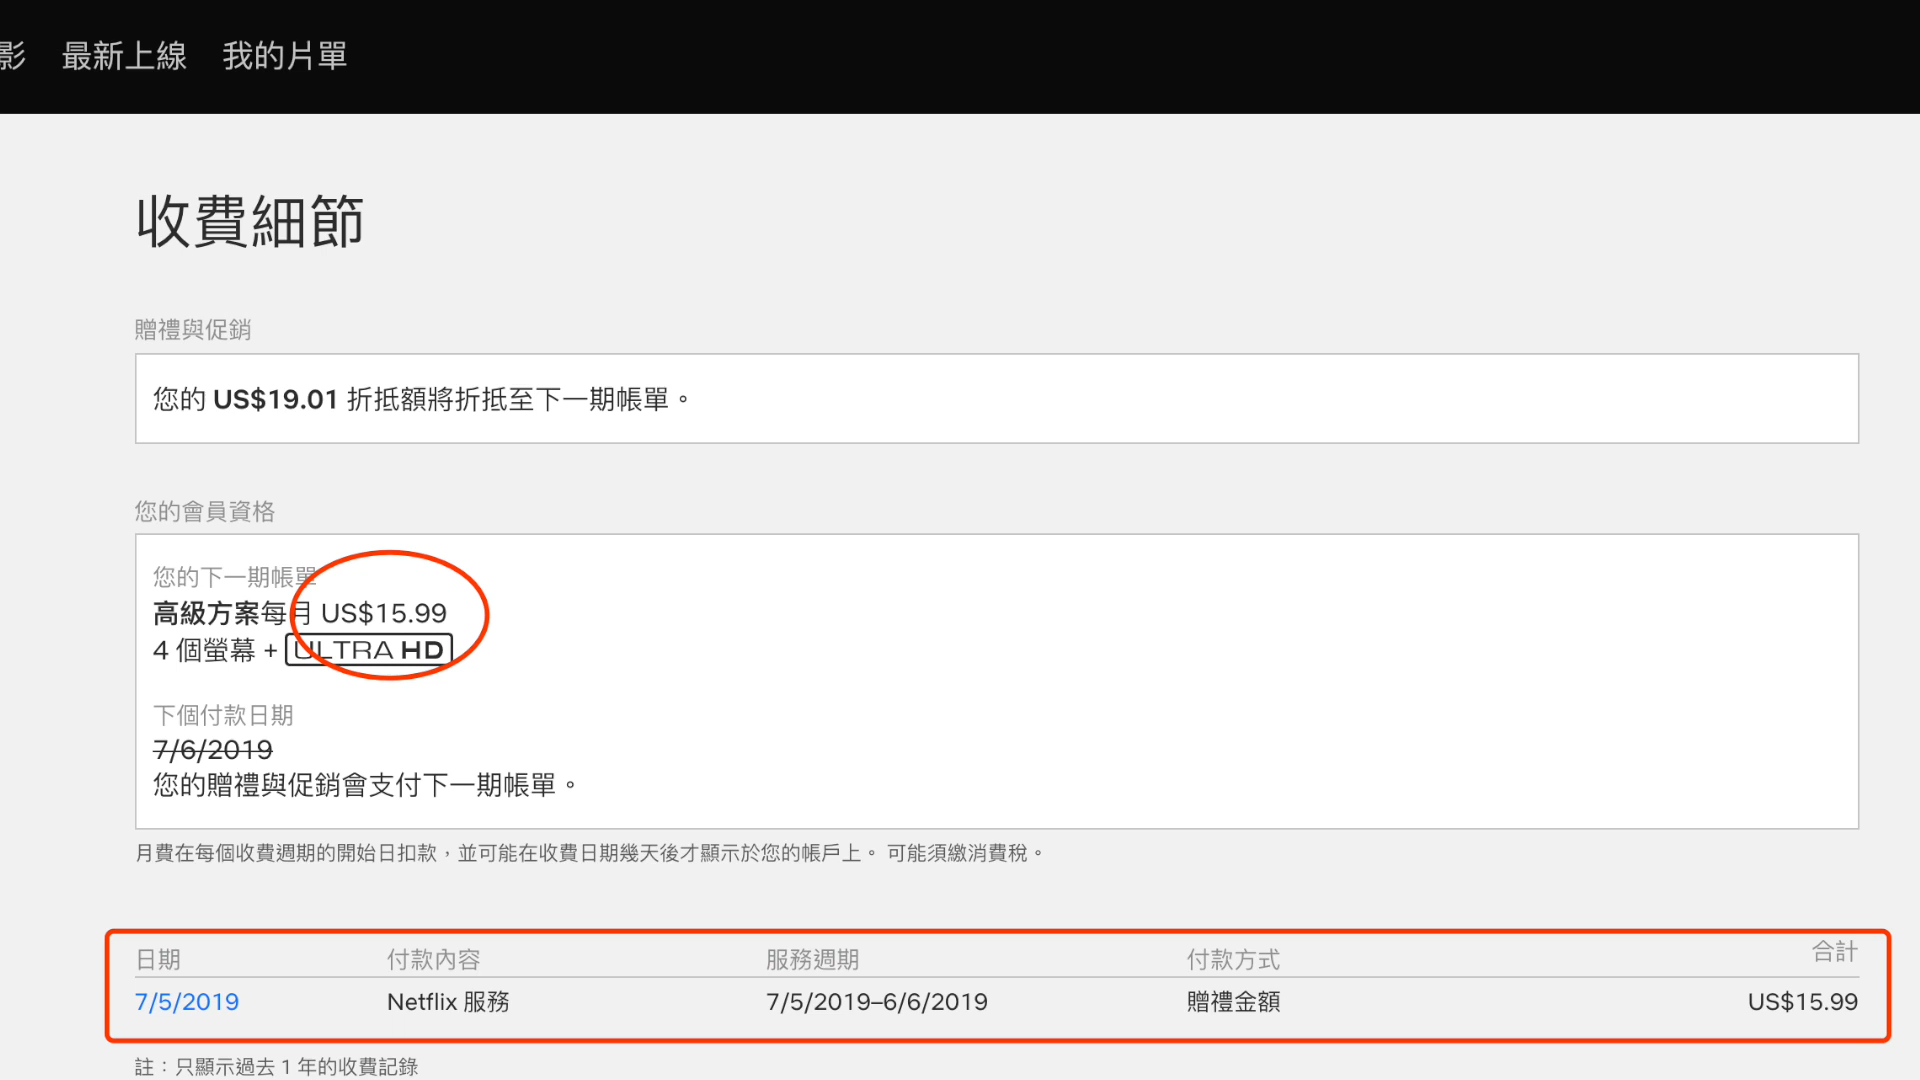 影 最新上線 我的片單
收費細節
贈禮與促銷
您的 US$19.01 折抵額將折抵至下一期帳單。
您的會員資格
您的下一期帳單
高級方案每月 US$15.99
4 個螢幕 + ULTRA HD
下個付款日期
7/6/2019
您的贈禮與促銷會支付下一期帳單。
月費在每個收費週期的開始日扣款，並可能在收費日期幾天後才顯示於您的帳戶上。 可能須繳消費稅。
日期 付款內容 服務週期 付款方式 合計
7/5/2019 Netflix 服務 7/5/2019–6/6/2019 贈禮金額 US$15.99
註：只顯示過去 1 年的收費記錄